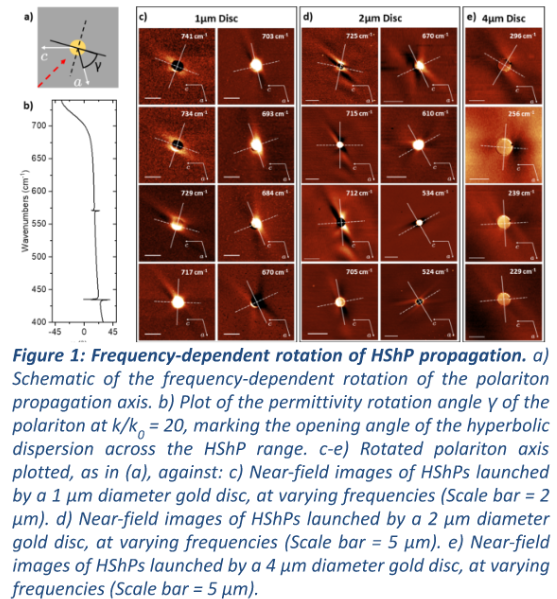 a)
c
a
γ
b)
Wavenumbers (cm⁻¹)
700
650
600
550
500
450
400
-45 0 45
c) 1μm Disc
741 cm⁻¹ 703 cm⁻¹
734 cm⁻¹ 693 cm⁻¹
729 cm⁻¹ 684 cm⁻¹
717 cm⁻¹ 670 cm⁻¹
d) 2μm Disc
725 cm⁻¹ 670 cm⁻¹
715 cm⁻¹ 610 cm⁻¹
712 cm⁻¹ 534 cm⁻¹
705 cm⁻¹ 524 cm⁻¹
e) 4μm Disc
296 cm⁻¹
256 cm⁻¹
239 cm⁻¹
229 cm⁻¹
Figure 1: Frequency-dependent rotation of HShP propagation. a)
Schematic of the frequency-dependent rotation of the polariton
propagation axis. b) Plot of the permittivity rotation angle γ of the
polariton at k/k₀ = 20, marking the opening angle of the hyperbolic
dispersion across the HShP range. c-e) Rotated polariton axis
plotted, as in (a), against: c) Near-field images of HShPs launched
by a 1 μm diameter gold disc, at varying frequencies (Scale bar = 2
μm). d) Near-field images of HShPs launched by a 2 μm diameter
gold disc, at varying frequencies (Scale bar = 5 μm). e) Near-field
images of HShPs launched by a 4 μm diameter gold disc, at varying
frequencies (Scale bar = 5 μm).